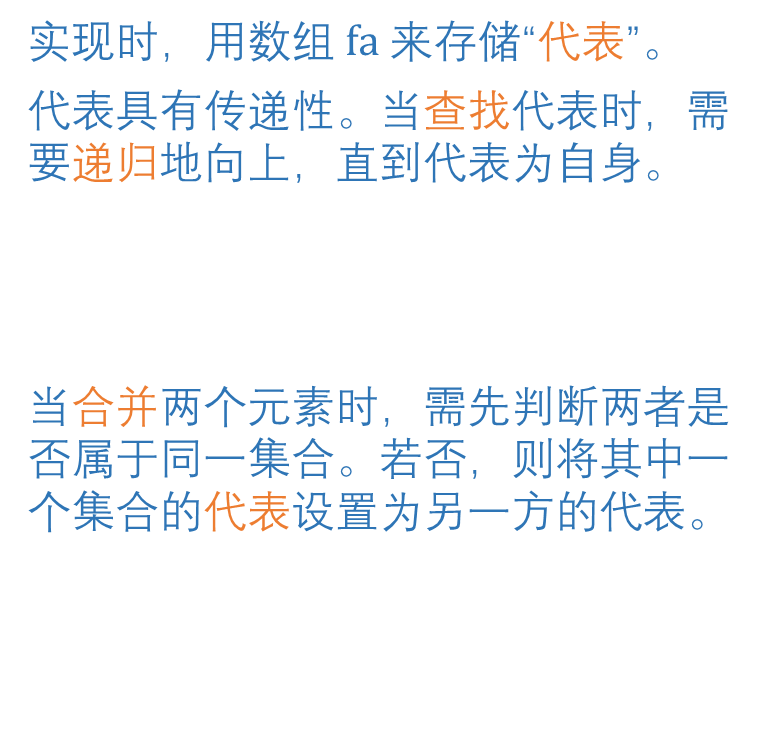 实现时，用数组 fa 来存储“代表”。
代表具有传递性。当查找代表时，需
要递归地向上，直到代表为自身。
当合并两个元素时，需先判断两者是
否属于同一集合。若否，则将其中一
个集合的代表设置为另一方的代表。